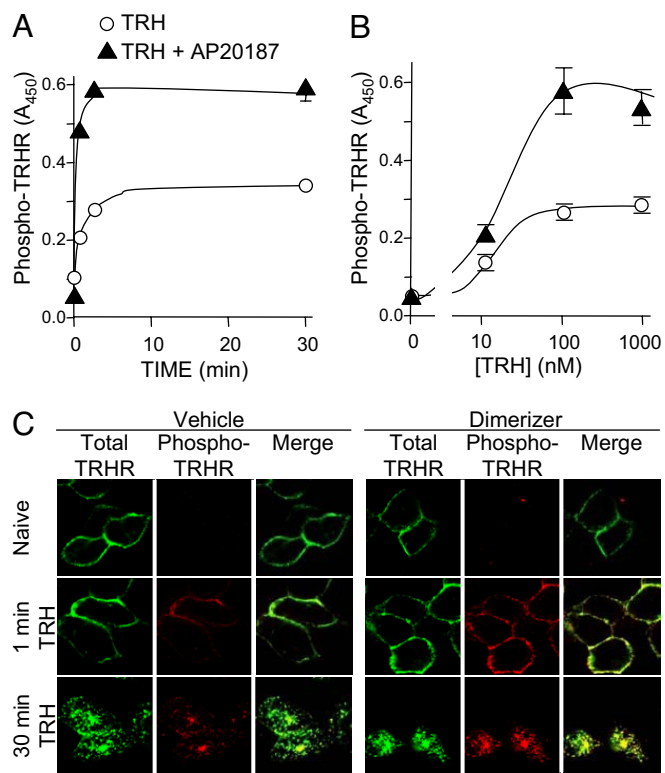 A
○ TRH
▲ TRH + AP20187
Phospho-TRHR (A450)
0.6
0.4
0.2
0.0
0 10 20 30
TIME (min)
B
Phospho-TRHR (A450)
0.6
0.4
0.2
0.0
0 10 100 1000
[TRH] (nM)
C
Vehicle Dimerizer
Total Phospho- Merge Total Phospho- Merge
TRHR TRHR TRHR TRHR
Naive
1 min
TRH
30 min
TRH